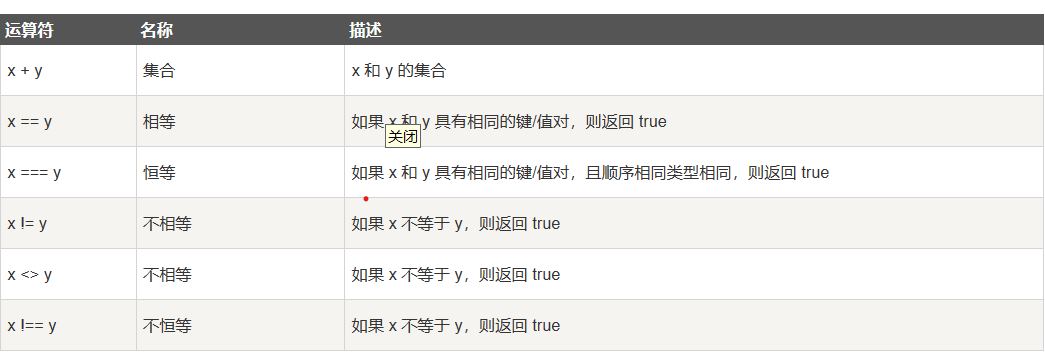 运算符 名称 描述
x + y 集合 x 和 y 的集合
x == y 相等 如果 x 和 y 具有相同的键/值对，则返回 true
关闭
x === y 恒等 如果 x 和 y 具有相同的键/值对，且顺序相同类型相同，则返回 true
x != y 不相等 如果 x 不等于 y，则返回 true
x <> y 不相等 如果 x 不等于 y，则返回 true
x !== y 不恒等 如果 x 不等于 y，则返回 true